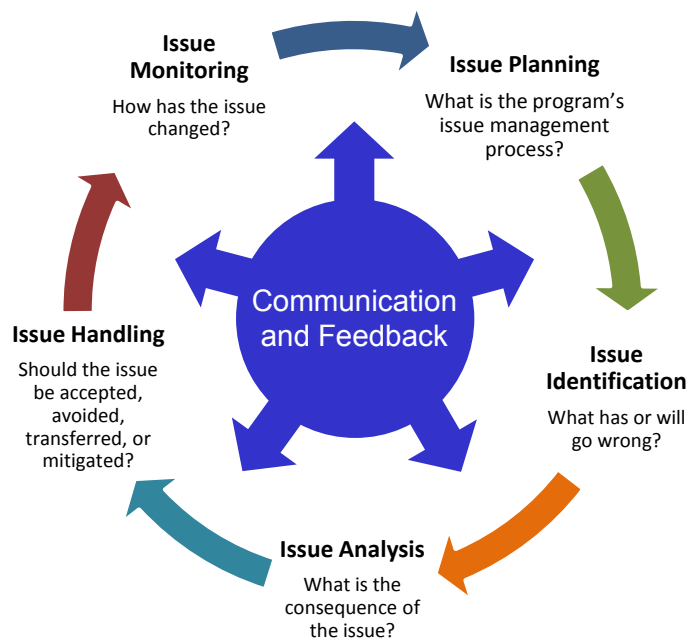 Issue
Monitoring
How has the issue
changed?
Issue Planning
What is the program's
issue management
process?
Communication
and Feedback
Issue Handling
Should the issue
be accepted,
avoided,
transferred, or
mitigated?
Issue
Identification
What has or will
go wrong?
Issue Analysis
What is the
consequence of
the issue?